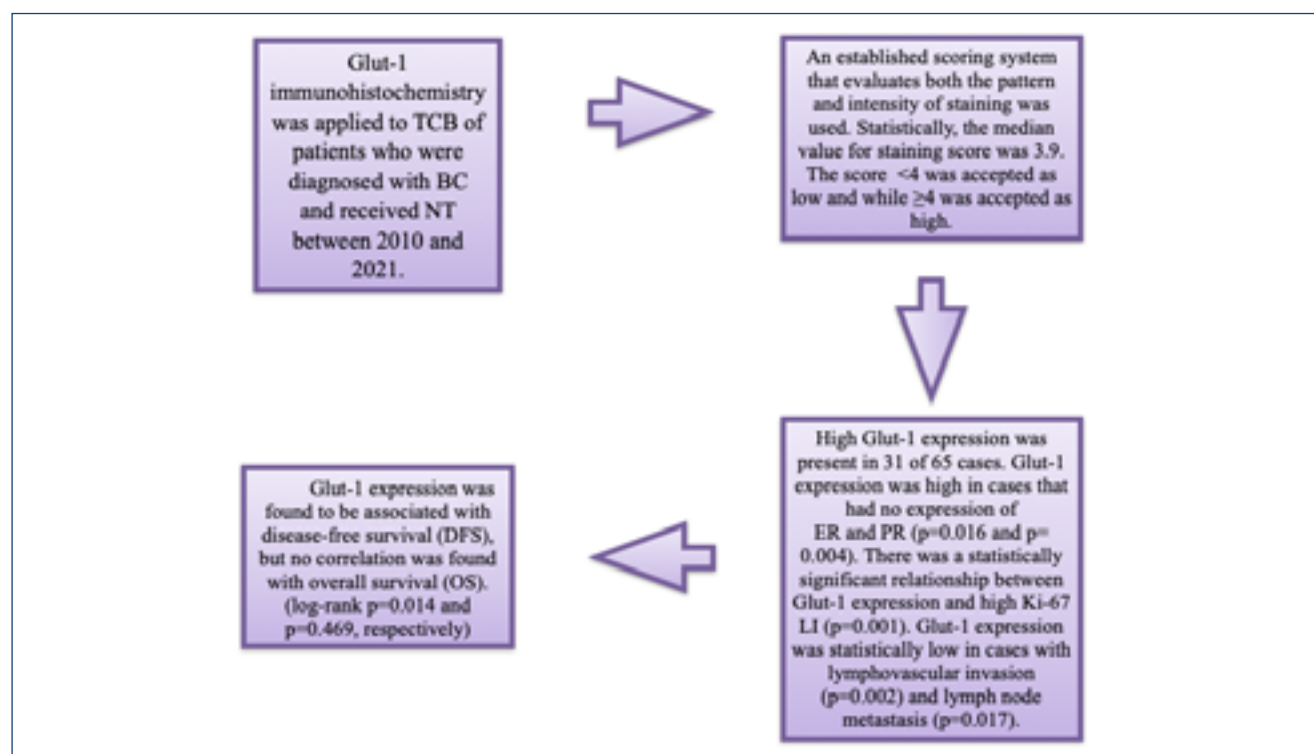 Glut-1
immunohistochemistry
was applied to TCB of
patients who were
diagnosed with BC
and received NT
between 2010 and
2021.
An established scoring system
that evaluates both the pattern
and intensity of staining was
used. Statistically, the median
value for staining score was 3.9.
The score <4 was accepted as
low and while ≥4 was accepted as
high.
High Glut-1 expression was
present in 31 of 65 cases. Glut-1
expression was high in cases that
had no expression of
ER and PR (p=0.016 and p=
0.004). There was a statistically
significant relationship between
Glut-1 expression and high Ki-67
LI (p=0.001). Glut-1 expression
was statistically low in cases with
lymphovascular invasion
(p=0.002) and lymph node
metastasis (p=0.017).
Glut-1 expression was
found to be associated with
disease-free survival (DFS),
but no correlation was found
with overall survival (OS).
(log-rank p=0.014 and
p=0.469, respectively)